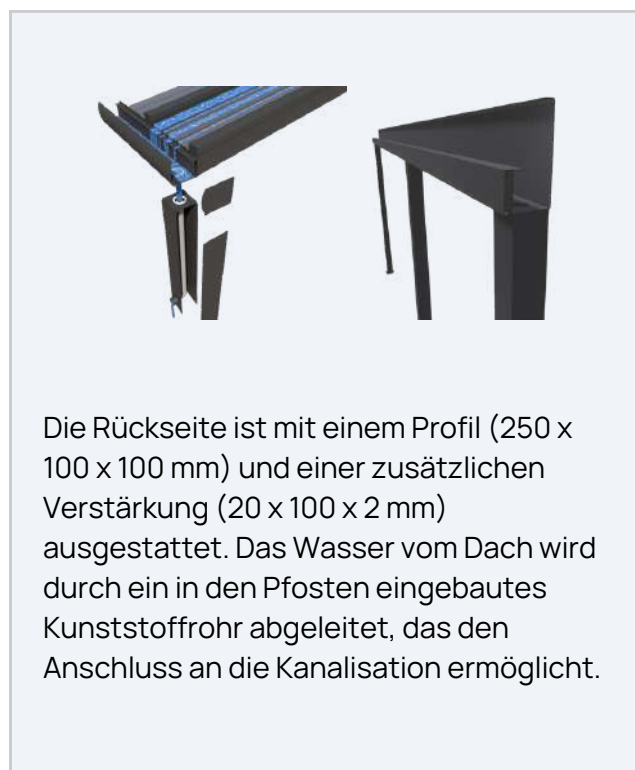 Die Rückseite ist mit einem Profil (250 x
100 x 100 mm) und einer zusätzlichen
Verstärkung (20 x 100 x 2 mm)
ausgestattet. Das Wasser vom Dach wird
durch ein in den Pfosten eingebautes
Kunststoffrohr abgeleitet, das den
Anschluss an die Kanalisation ermöglicht.